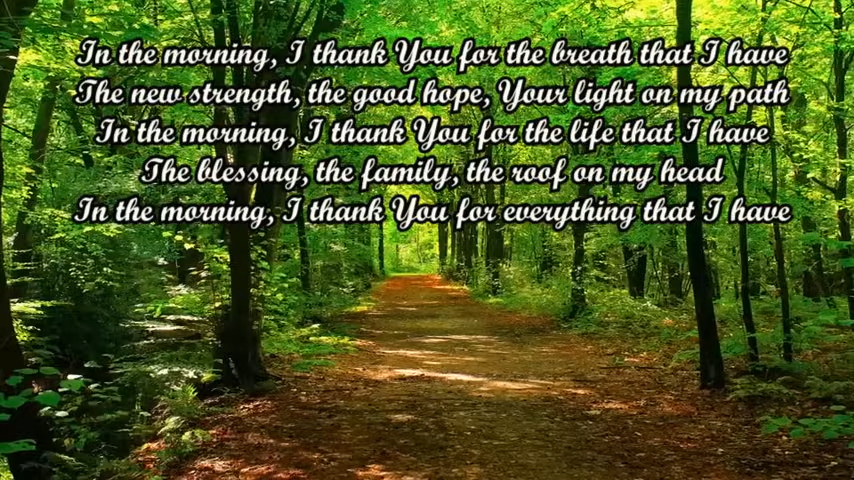 In the morning, I thank You for the breath that I have
The new strength, the good hope, Your light on my path
In the morning, I thank You for the life that I have
The blessing, the family, the roof on my head
In the morning, I thank You for everything that I have